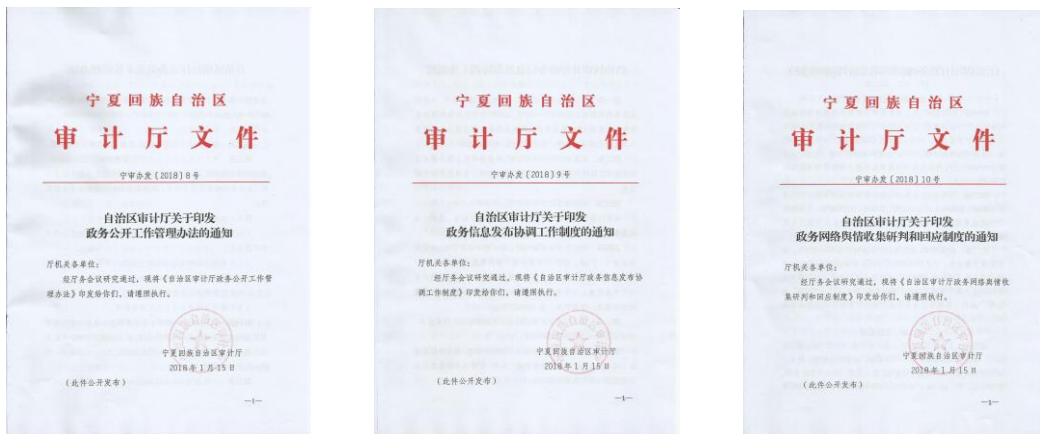 宁夏回族自治区
审计厅文件
宁审办发〔2018〕8号
自治区审计厅关于印发
政务公开工作管理办法的通知
厅机关各单位:
经厅务会议研究通过,现将《自治区审计厅政务公开工作管
理办法》印发给你们,请遵照执行。
宁夏回族自治区审计厅
2018年1月15日
(此件公开发布)
—1—
宁夏回族自治区
审计厅文件
宁审办发〔2018〕9号
自治区审计厅关于印发
政务信息发布协调工作制度的通知
厅机关各单位:
经厅务会议研究通过,现将《自治区审计厅政务信息发布协
调工作制度》印发给你们,请遵照执行。
宁夏回族自治区审计厅
2018年1月15日
(此件公开发布)
—1—
宁夏回族自治区
审计厅文件
宁审办发〔2018〕10号
自治区审计厅关于印发
政务网络舆情收集研判和回应制度的通知
厅机关各单位:
经厅务会议研究通过,现将《自治区审计厅政务网络舆情收
集研判和回应制度》印发给你们,请遵照执行。
宁夏回族自治区审计厅
2018年1月15日
(此件公开发布)
—1—